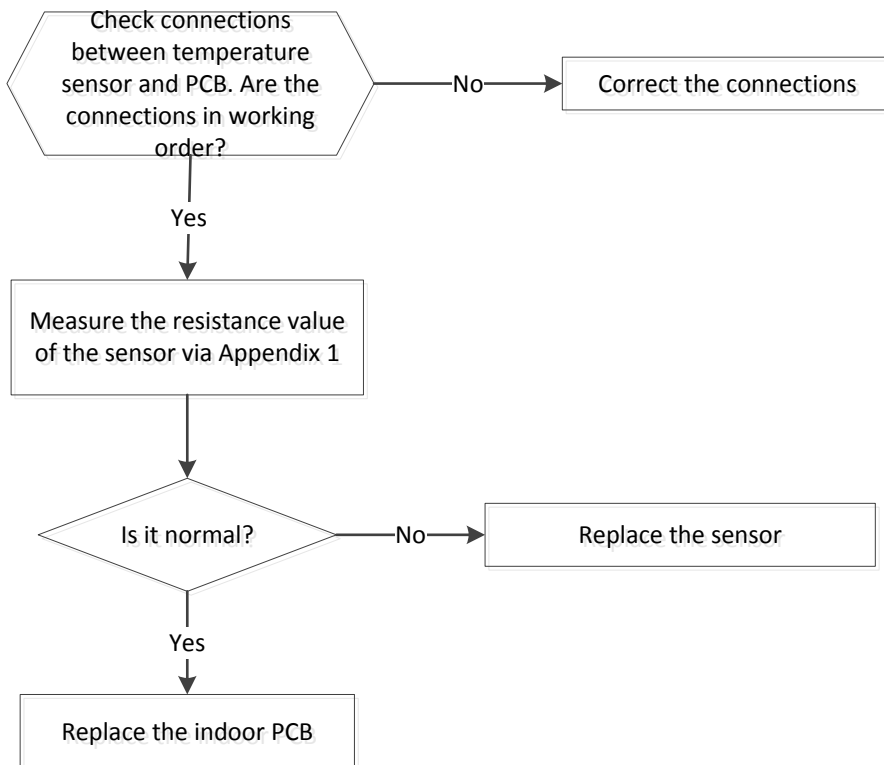 Check connections
between temperature
sensor and PCB. Are the
connections in working
order?
No
Correct the connections
Yes
Measure the resistance value
of the sensor via Appendix 1
Is it normal?
No
Replace the sensor
Yes
Replace the indoor PCB